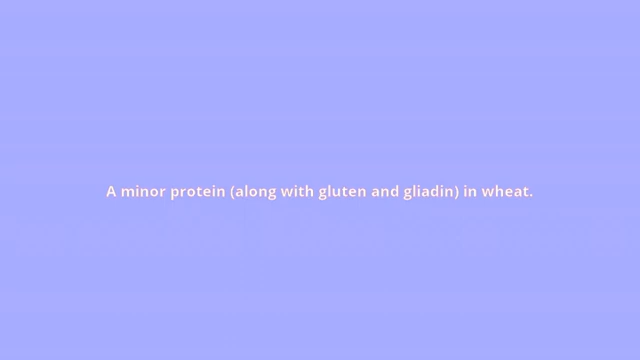 A minor protein (along with gluten and gliadin) in wheat.